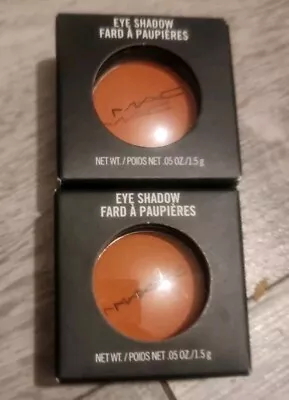 EYE SHADOW
FARD À PAUPIÈRES
MAC
NET WT. / POIDS NET .05 OZ./1.5 g
EYE SHADOW
FARD À PAUPIÈRES
MAC
NET WT. / POIDS NET .05 OZ./1.5 g